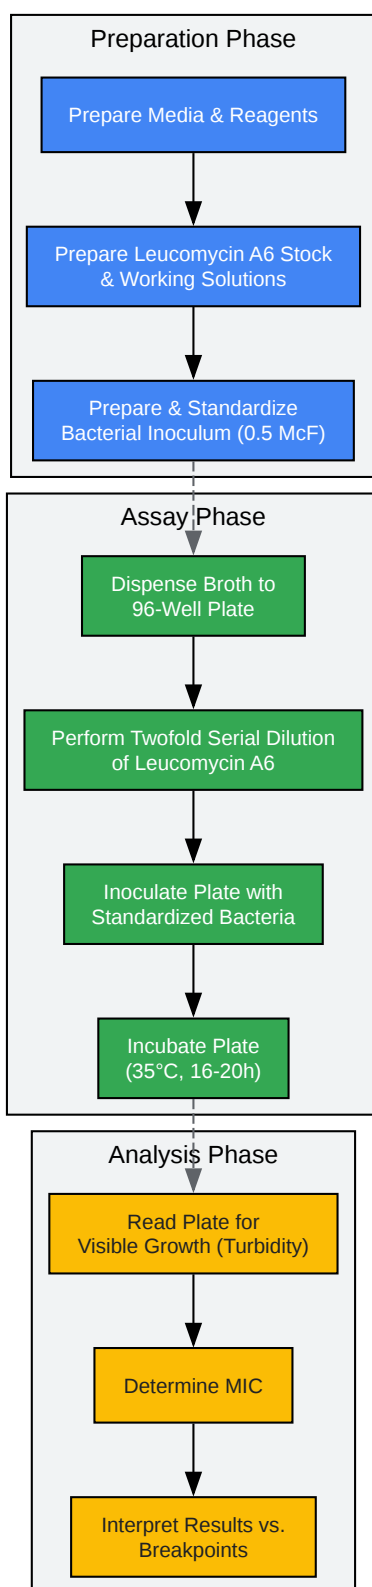 Preparation Phase
Prepare Media & Reagents
Prepare Leucomycin A6 Stock
& Working Solutions
Prepare & Standardize
Bacterial Inoculum (0.5 McF)
Assay Phase
Dispense Broth to
96-Well Plate
Perform Twofold Serial Dilution
of Leucomycin A6
Inoculate Plate with
Standardized Bacteria
Incubate Plate
(35°C, 16-20h)
Analysis Phase
Read Plate for
Visible Growth (Turbidity)
Determine MIC
Interpret Results vs.
Breakpoints